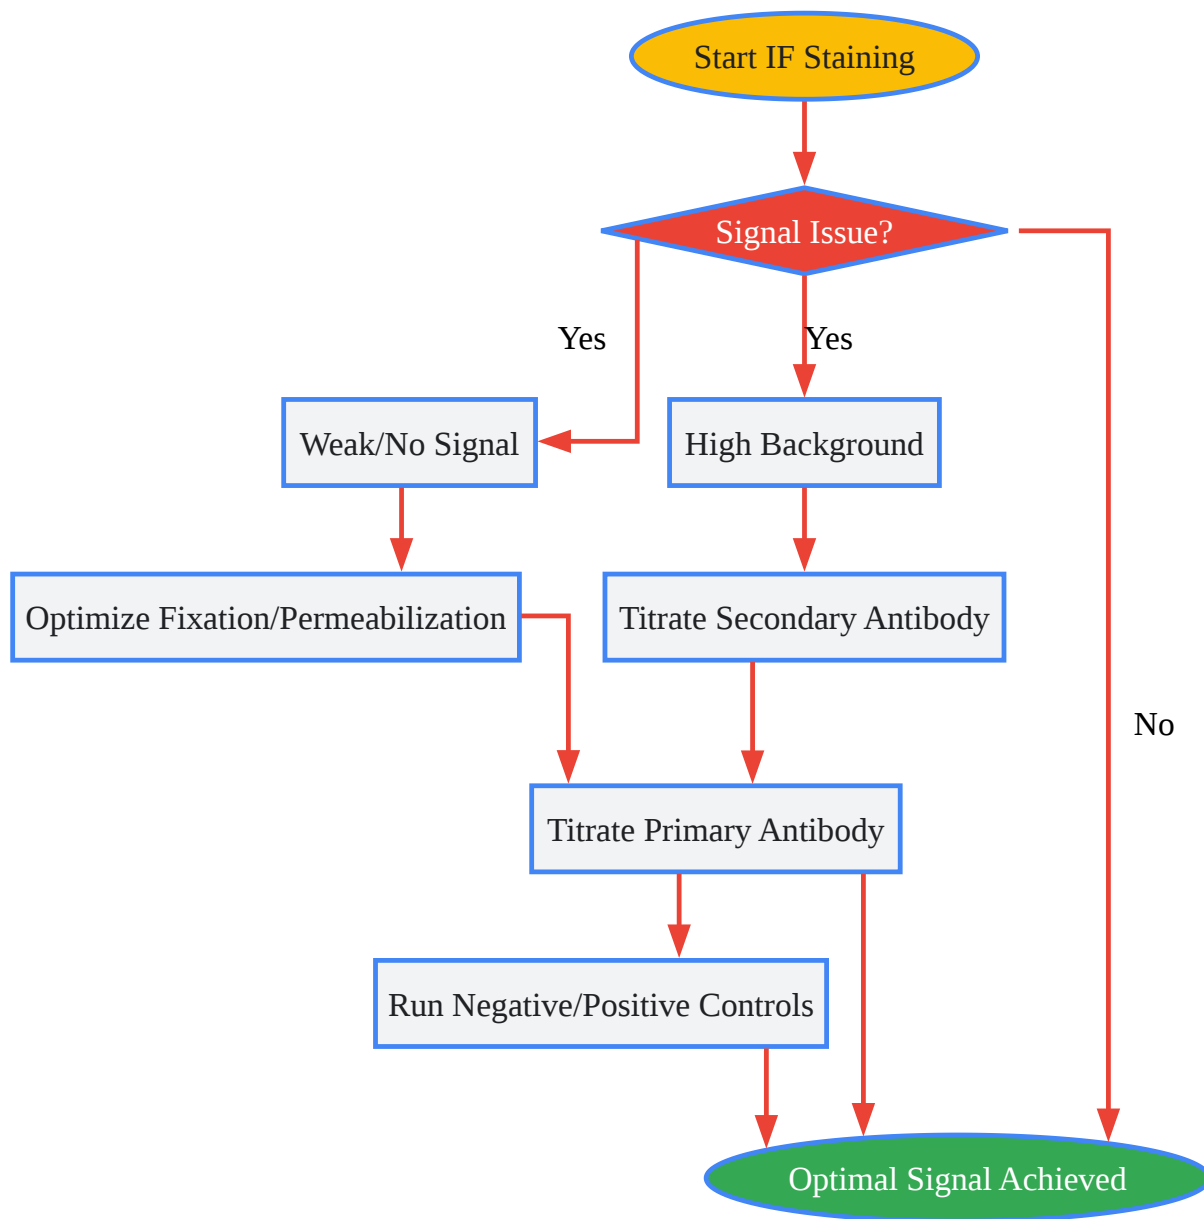 Start IF Staining
Signal Issue?
Yes
Yes
Weak/No Signal
High Background
Optimize Fixation/Permeabilization
Titrate Secondary Antibody
No
Titrate Primary Antibody
Run Negative/Positive Controls
Optimal Signal Achieved